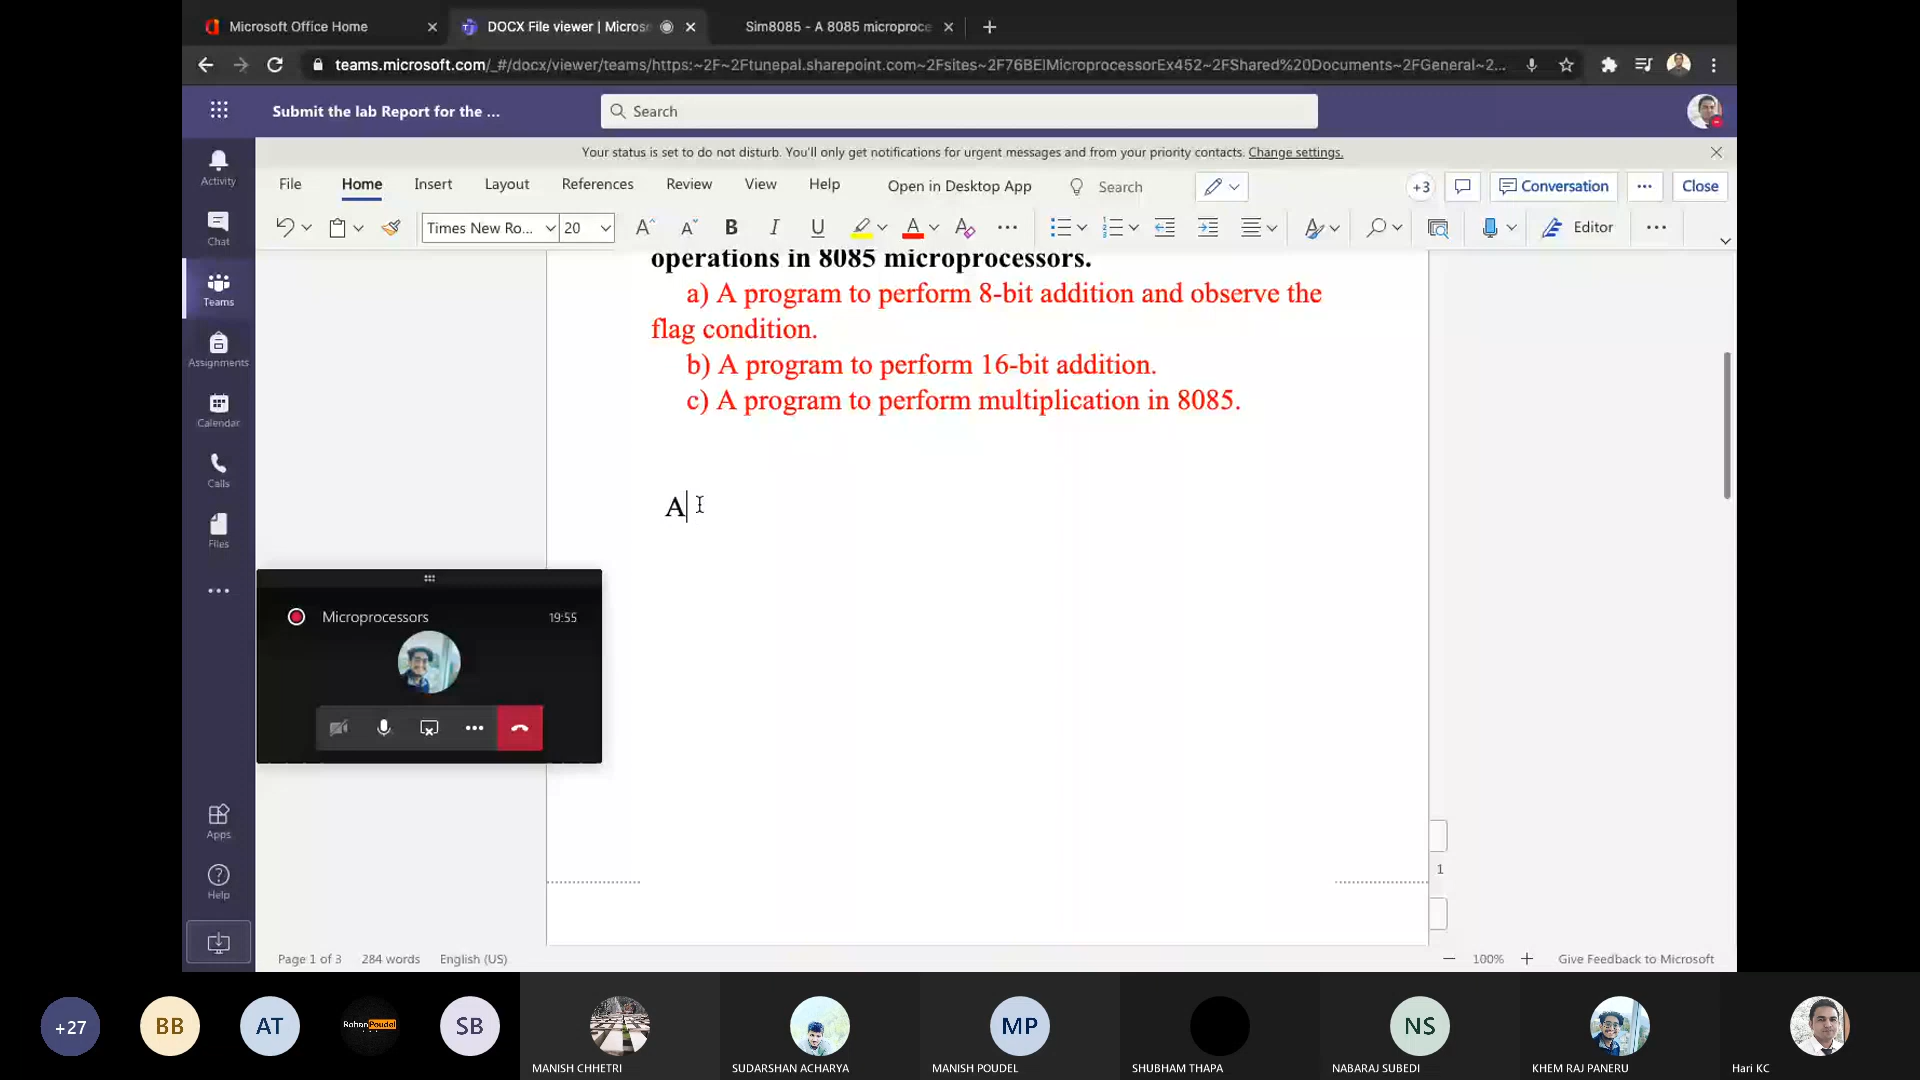 Microsoft Office Home
DOCX File viewer | Micros
Sim8085 - A 8085 microproce
teams.microsoft.com/_#/docx/viewer/teams/https:~2F~2Ftunepal.sharepoint.com~2Fsites~2F76BEIMicroprocessorEx452~2FShared%20Documents~2FGeneral~2...
Submit the lab Report for the ...
Search
Your status is set to do not disturb. You'll only get notifications for urgent messages and from your priority contacts. Change settings.
File Home Insert Layout References Review View Help Open in Desktop App Search
+3 Conversation ... Close
Times New Ro... 20 A A B I U A A Editor
Activity
Chat
Teams
Assignments
Calendar
Calls
Files
Apps
Help
operations in 8085 microprocessors.
a) A program to perform 8-bit addition and observe the
flag condition.
b) A program to perform 16-bit addition.
c) A program to perform multiplication in 8085.
A
Microprocessors 19:55
1
Page 1 of 3 284 words English (US)
100% Give Feedback to Microsoft
+27 BB AT Rohan Poudel SB MP NS
MANISH CHHETRI SUDARSHAN ACHARYA MANISH POUDEL SHUBHAM THAPA NABARAJ SUBEDI KHEM RAJ PANERU Hari KC